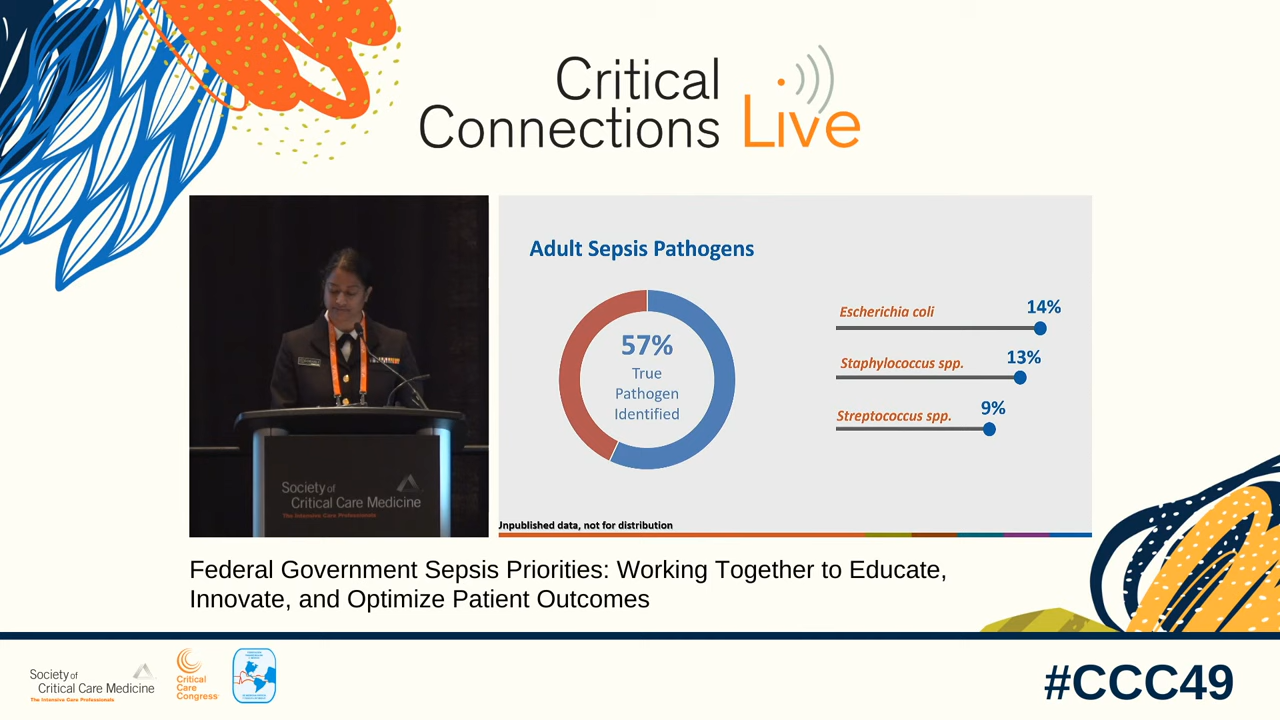 Critical
Connections Live
Adult Sepsis Pathogens
57%
True
Pathogen
Identified
Escherichia coli
14%
Staphylococcus spp.
13%
Streptococcus spp.
9%
Unpublished data, not for distribution
Society of
Critical Care Medicine
The Intensive Care Professionals
Federal Government Sepsis Priorities: Working Together to Educate,
Innovate, and Optimize Patient Outcomes
Society of
Critical Care Medicine
The Intensive Care Professionals
Critical
Care
Congress
#CCC49